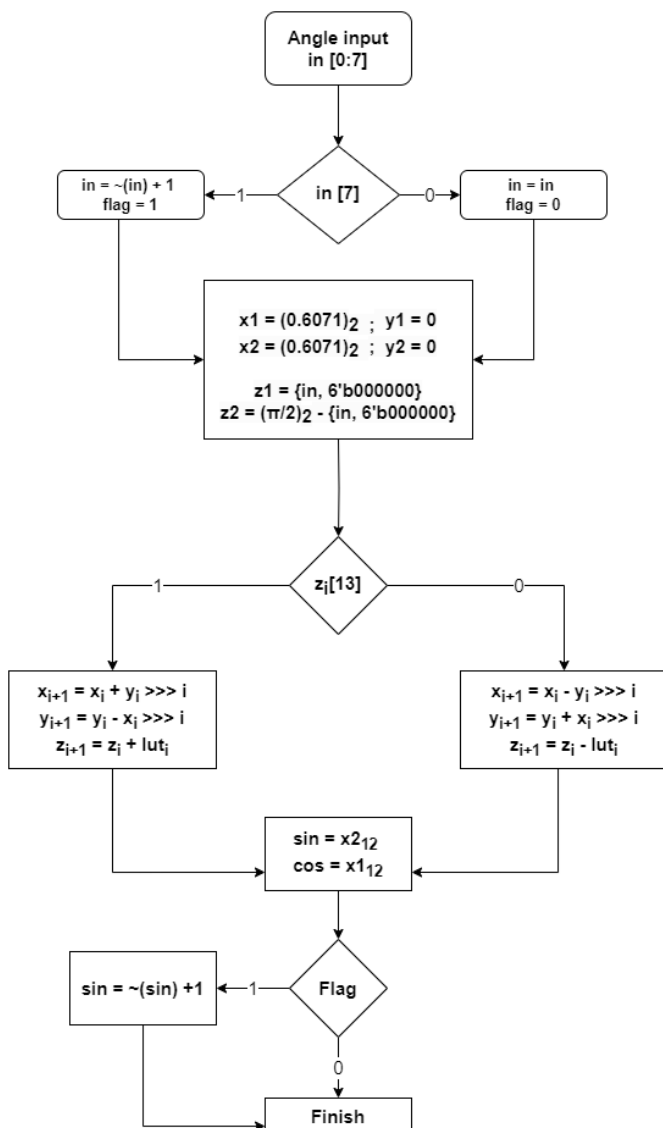 Angle input
in [0:7]
in [7]
1
0
in = ~(in) + 1
flag = 1
in = in
flag = 0
x1 = (0.6071)₂ ; y1 = 0
x2 = (0.6071)₂ ; y2 = 0
z1 = {in, 6'b000000}
z2 = (π/2)₂ - {in, 6'b000000}
zᵢ[13]
1
0
xᵢ₊₁ = xᵢ + yᵢ >>> i
yᵢ₊₁ = yᵢ - xᵢ >>> i
zᵢ₊₁ = zᵢ + lutᵢ
xᵢ₊₁ = xᵢ - yᵢ >>> i
yᵢ₊₁ = yᵢ + xᵢ >>> i
zᵢ₊₁ = zᵢ - lutᵢ
sin = x2₁₂
cos = x1₁₂
Flag
1
sin = ~(sin) +1
0
Finish